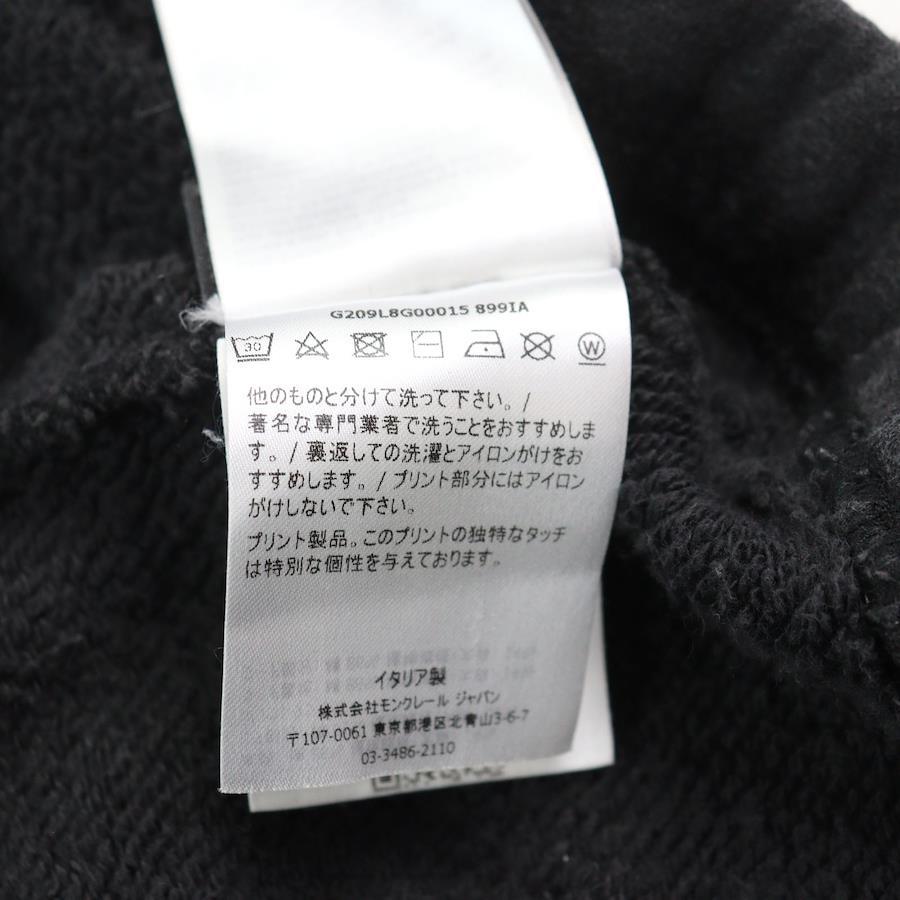 G209L8G00015 899IA
30
W
他のものと分けて洗って下さい。/
著名な専門業者で洗うことをおすすめしま
す。/ 裏返しての洗濯とアイロンがけをお
すすめします。/ プリント部分にはアイロン
がけしないで下さい。
プリント製品。このプリントの独特なタッチ
は特別な個性を与えております。
イタリア製
株式会社モンクレール ジャパン
〒107-0061 東京都港区北青山3-6-7
03-3486-2110